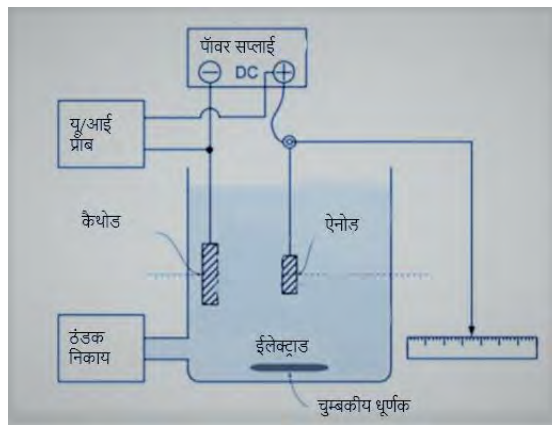 पॅावर सप्लाई
DC
यू/आई
प्रॉब
कैथोड
ऐनोड
ठंडक
निकाय
ईलेक्ट्राड
चुम्बकीय धूर्णक